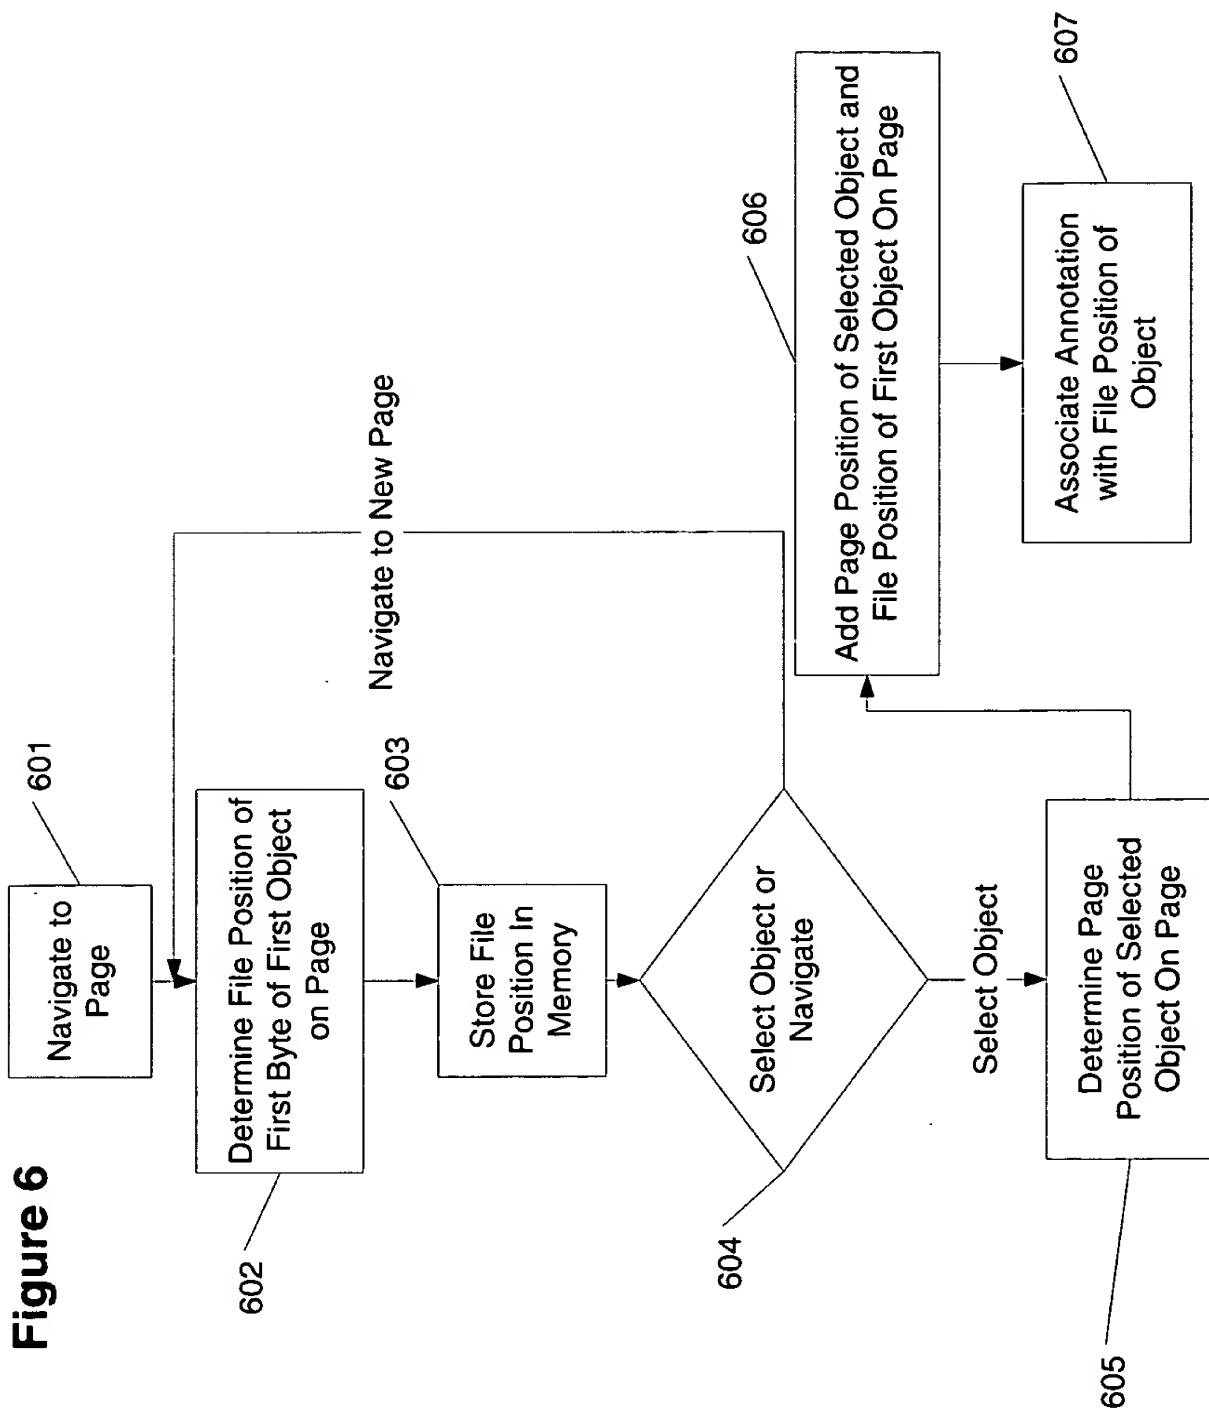 Figure 6
601
Navigate to
Page
602
Determine File Position of
First Byte of First Object
on Page
603
Store File
Position In
Memory
Navigate to New Page
604
Select Object or
Navigate
Select Object
605
Determine Page
Position of Selected
Object On Page
606
Add Page Position of Selected Object and
File Position of First Object On Page
607
Associate Annotation
with File Position of
Object